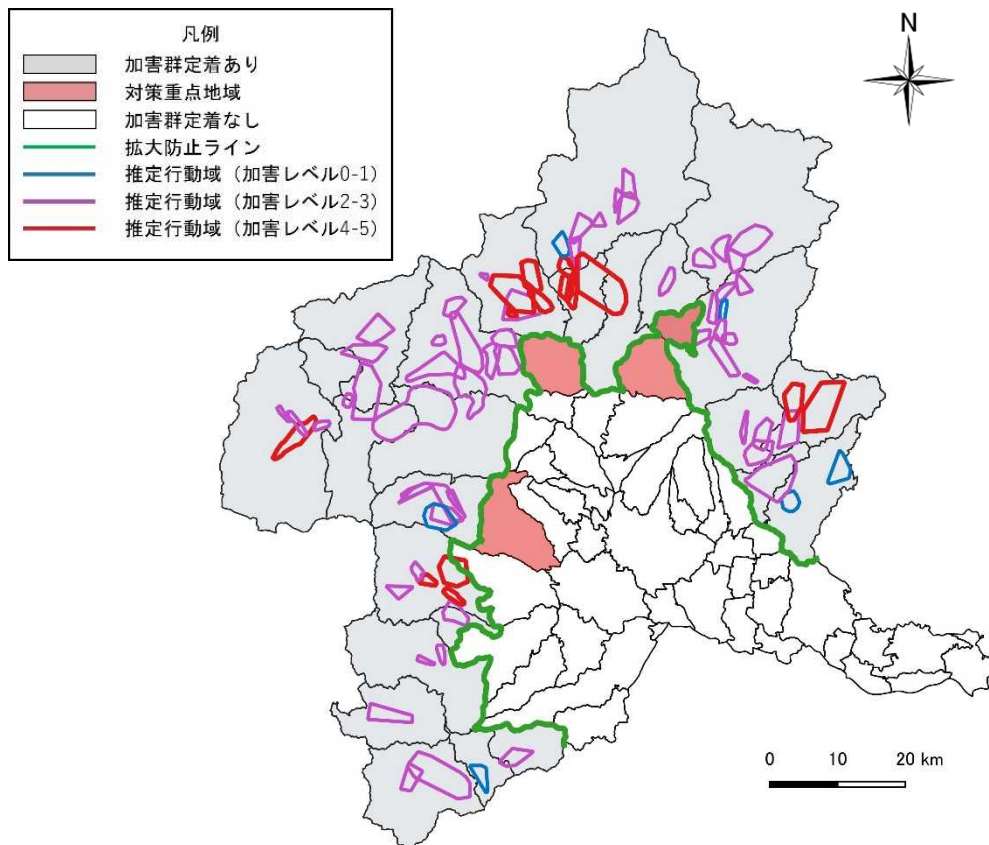 凡例
加害群定着あり
対策重点地域
加害群定着なし
拡大防止ライン
推定行動域（加害レベル0-1）
推定行動域（加害レベル2-3）
推定行動域（加害レベル4-5）
N
0 10 20 km